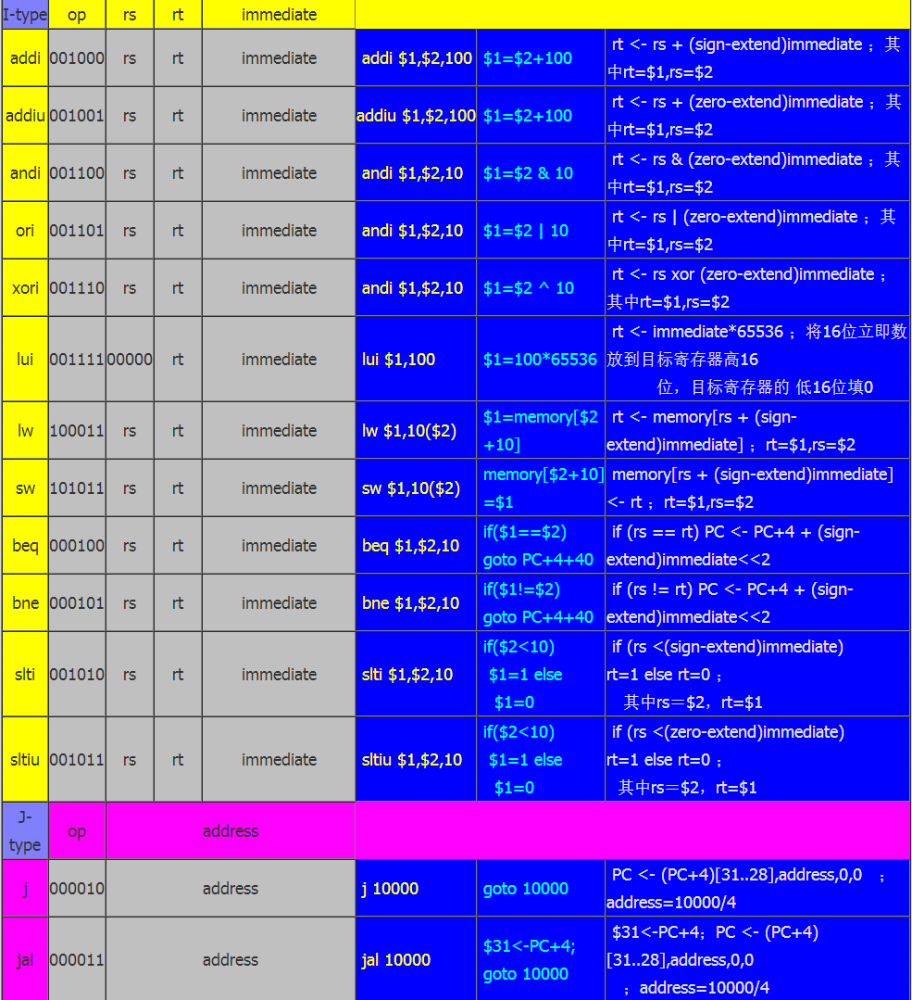 I-type op rs rt immediate
addi 001000 rs rt immediate addi $1,$2,100 $1=$2+100 rt <- rs + (sign-extend)immediate ；其
中rt=$1,rs=$2
addiu 001001 rs rt immediate addiu $1,$2,100 $1=$2+100 rt <- rs + (zero-extend)immediate ；其
中rt=$1,rs=$2
andi 001100 rs rt immediate andi $1,$2,10 $1=$2 & 10 rt <- rs & (zero-extend)immediate ；其
中rt=$1,rs=$2
ori 001101 rs rt immediate andi $1,$2,10 $1=$2 | 10 rt <- rs | (zero-extend)immediate ；其
中rt=$1,rs=$2
xori 001110 rs rt immediate andi $1,$2,10 $1=$2 ^ 10 rt <- rs xor (zero-extend)immediate ；
其中rt=$1,rs=$2
lui 001111 00000 rt immediate lui $1,100 $1=100*65536 rt <- immediate*65536 ；将16位立即数
放到目标寄存器高16
位，目标寄存器的 低16位填0
lw 100011 rs rt immediate lw $1,10($2) $1=memory[$2
+10] rt <- memory[rs + (sign-
extend)immediate] ；rt=$1,rs=$2
sw 101011 rs rt immediate sw $1,10($2) memory[$2+10]
=$1 memory[rs + (sign-extend)immediate]
<- rt ；rt=$1,rs=$2
beq 000100 rs rt immediate beq $1,$2,10 if($1==$2)
goto PC+4+40 if (rs == rt) PC <- PC+4 + (sign-
extend)immediate<<2
bne 000101 rs rt immediate bne $1,$2,10 if($1!=$2)
goto PC+4+40 if (rs != rt) PC <- PC+4 + (sign-
extend)immediate<<2
slti 001010 rs rt immediate slti $1,$2,10 if($2<10)
$1=1 else
$1=0 if (rs <(sign-extend)immediate)
rt=1 else rt=0 ；
其中rs＝$2，rt=$1
sltiu 001011 rs rt immediate sltiu $1,$2,10 if($2<10)
$1=1 else
$1=0 if (rs <(zero-extend)immediate)
rt=1 else rt=0 ；
其中rs＝$2，rt=$1
J-
type op address
j 000010 address j 10000 goto 10000 PC <- (PC+4)[31..28],address,0,0 ；
address=10000/4
jal 000011 address jal 10000 $31<-PC+4;
goto 10000 $31<-PC+4；PC <- (PC+4)
[31..28],address,0,0
；address=10000/4